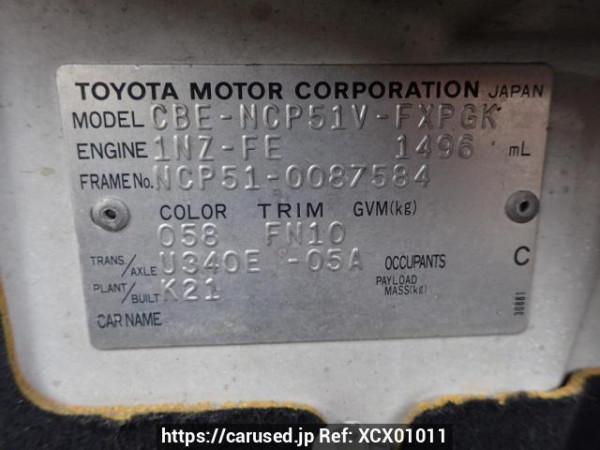 TOYOTA MOTOR CORPORATION JAPAN
MODEL CBE-NCP51V-FXPGK
ENGINE 1NZ-FE 1496 mL
FRAME No. NCP51-0087584
COLOR TRIM GVM(kg)
058 FN10
TRANS/AXLE U340E -05A OCCUPANTS C
PLANT/BUILT K21 PAYLOAD MASS(kg)
CAR NAME
30881
https://carused.jp Ref: XCX01011